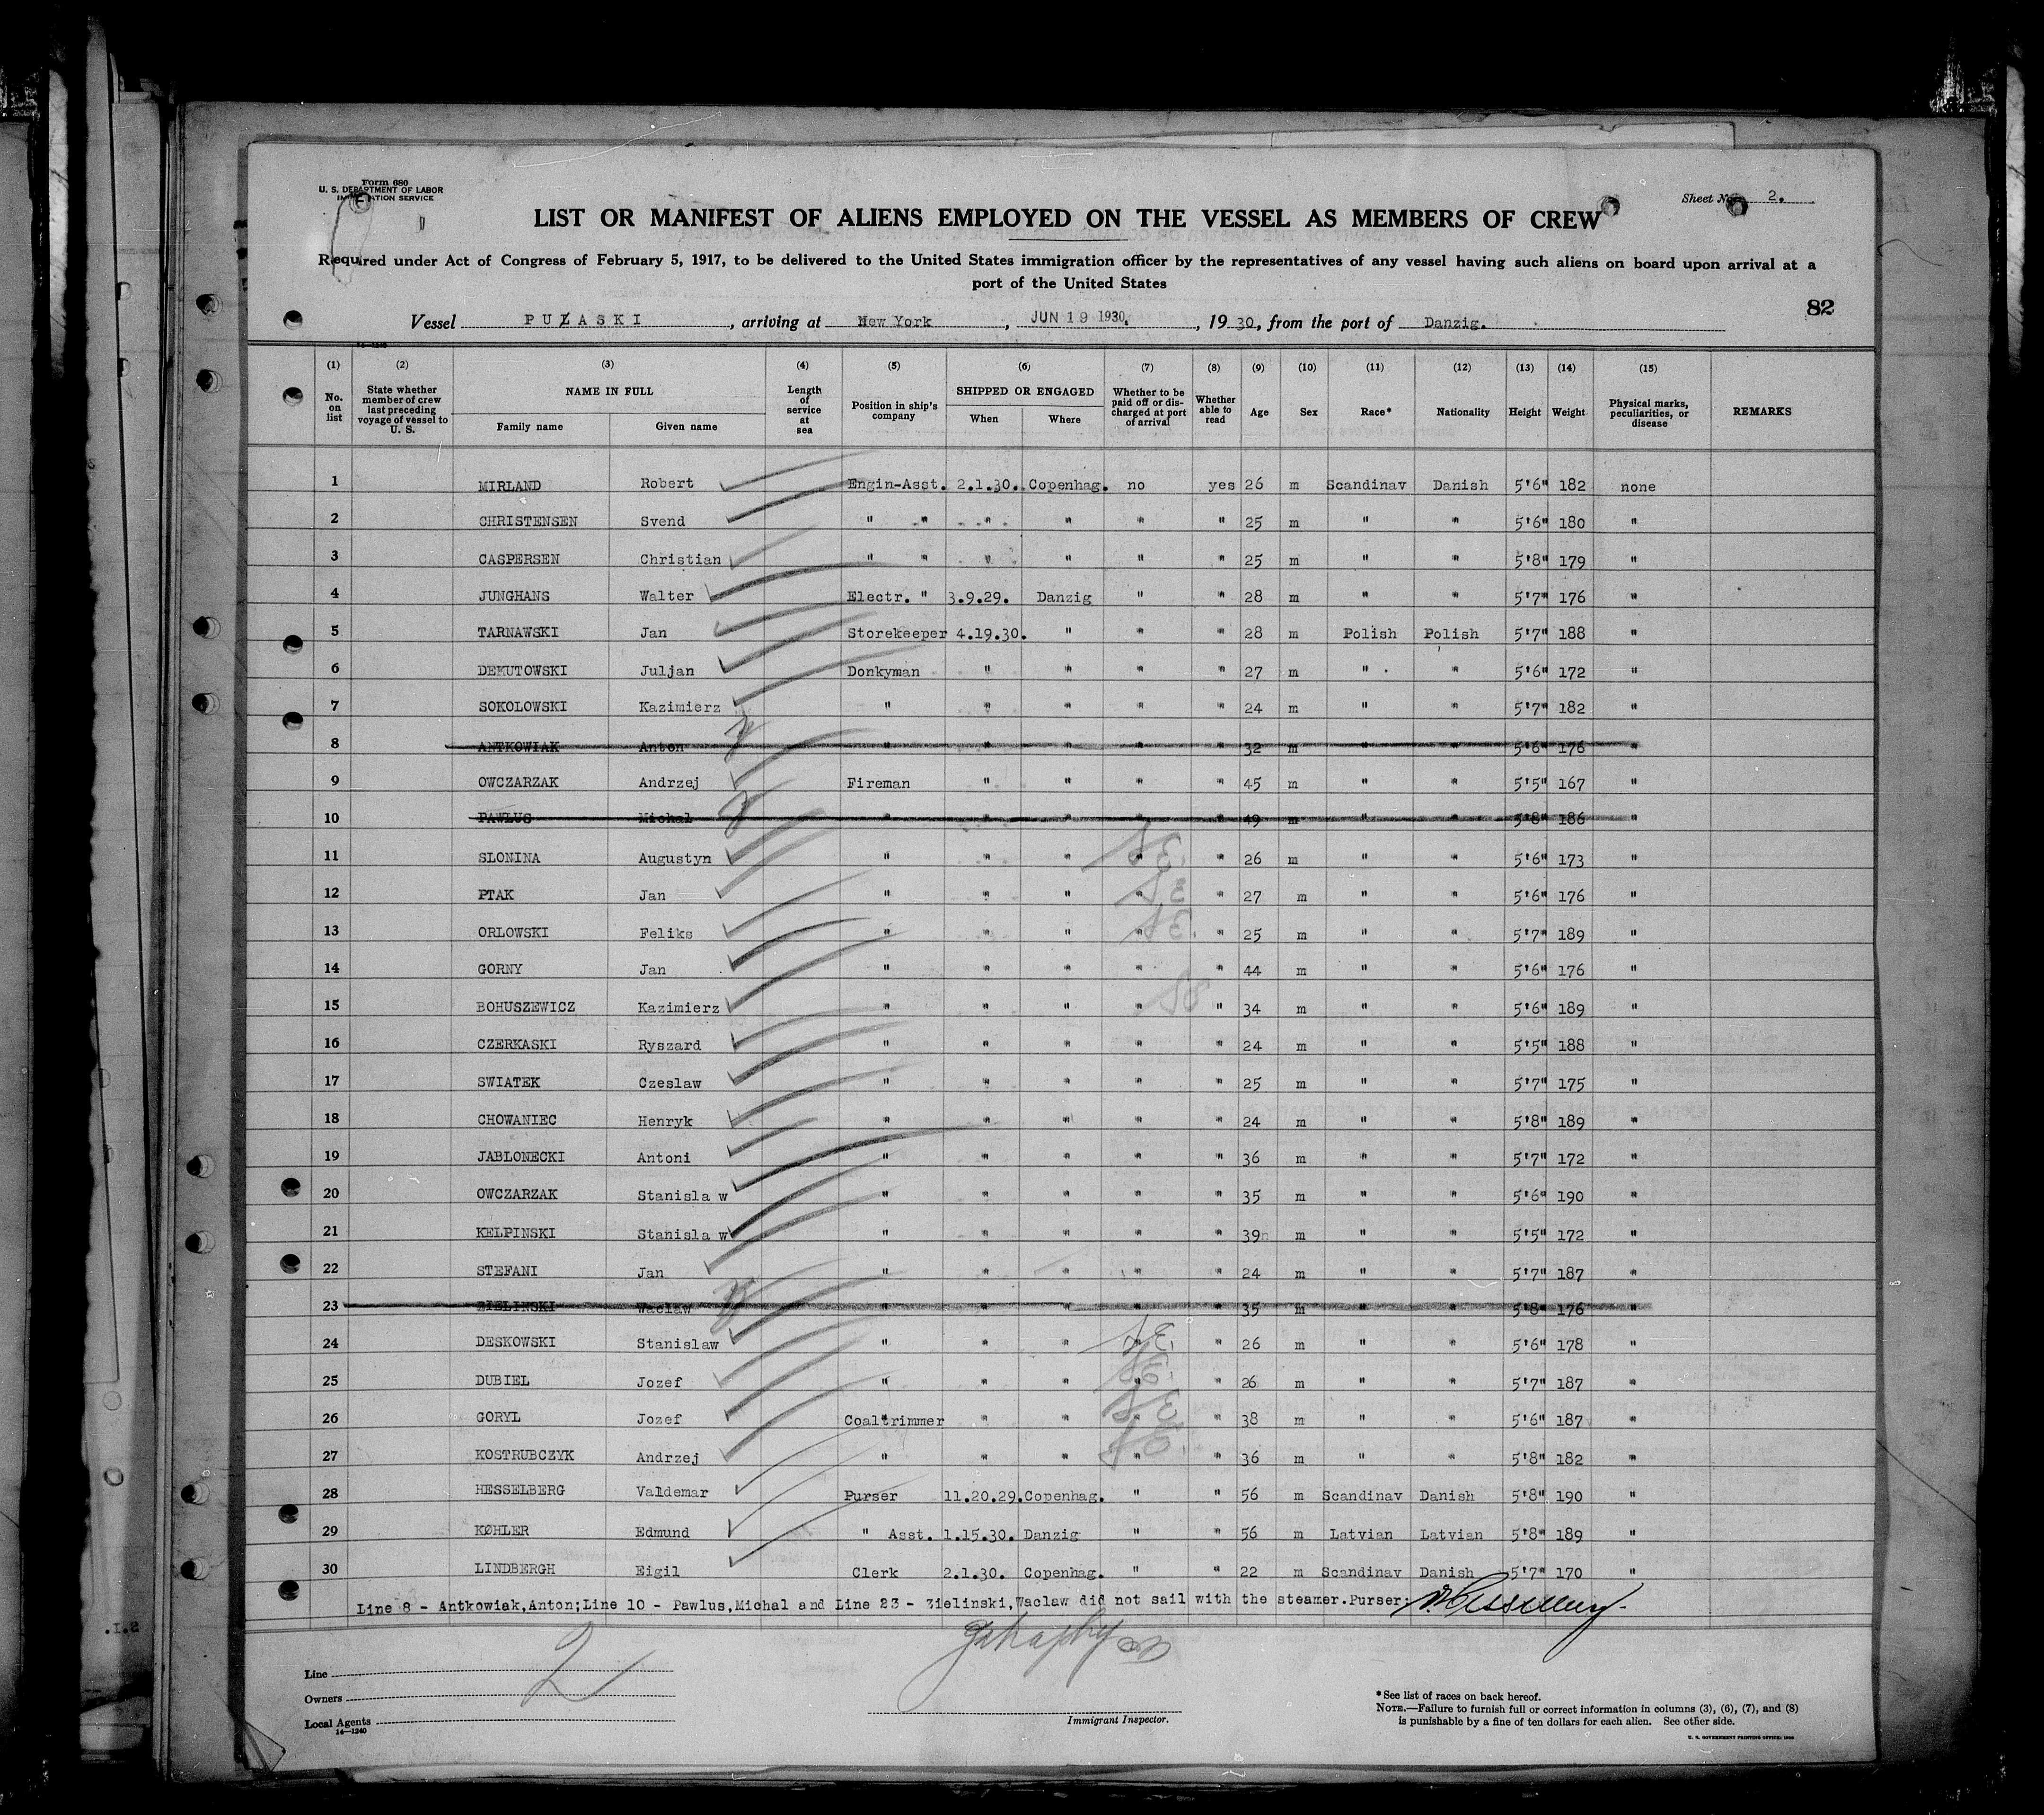 Form 680
U. S. DEPARTMENT OF LABOR
IMMIGRATION SERVICE
Sheet No. 2.
LIST OR MANIFEST OF ALIENS EMPLOYED ON THE VESSEL AS MEMBERS OF CREW
Required under Act of Congress of February 5, 1917, to be delivered to the United States immigration officer by the representatives of any vessel having such aliens on board upon arrival at a
port of the United States
82
Vessel PUŁASKI, arriving at New York, JUN 19 1930, 1930, from the port of Danzig.
14—1240
(1) (2) (3) (4) (5) (6) (7) (8) (9) (10) (11) (12) (13) (14) (15)
No. on list | State whether member of crew last preceding voyage of vessel to U. S. | NAME IN FULL Family name Given name | Length of service at sea | Position in ship's company | SHIPPED OR ENGAGED When Where | Whether to be paid off or discharged at port of arrival | Whether able to read | Age | Sex | Race* | Nationality | Height | Weight | Physical marks, peculiarities, or disease | REMARKS
1 MIRLAND Robert Engin-Asst. 2.1.30. Copenhag. no yes 26 m Scandinav Danish 5'6" 182 none
2 CHRISTENSEN Svend " " " " " " 25 m " " 5'6" 180 "
3 CASPERSEN Christian " " " " " " 25 m " " 5'8" 179 "
4 JUNGHANS Walter Electr. " 3.9.29. Danzig " " 28 m " " 5'7" 176 "
5 TARNAWSKI Jan Storekeeper 4.19.30. " " " 28 m Polish Polish 5'7" 188 "
6 DEKUTOWSKI Juljan Donkyman " " " " 27 m " " 5'6" 172 "
7 SOKOLOWSKI Kazimierz " " " " " 24 m " " 5'7" 182 "
8 ANTKOWIAK Anton " " " " " 32 m " " 5'6" 176 "
9 OWCZARZAK Andrzej Fireman " " " " 45 m " " 5'5" 167 "
10 PAWLUS Michal " " " " " 49 m " " 5'8" 186 "
11 SLONINA Augustyn " " " " " 26 m " " 5'6" 173 "
12 PTAK Jan " " " " " 27 m " " 5'6" 176 "
13 ORLOWSKI Feliks " " " " " 25 m " " 5'7" 189 "
14 GORNY Jan " " " " " 44 m " " 5'6" 176 "
15 BOHUSZEWICZ Kazimierz " " " " " 34 m " " 5'6" 189 "
16 CZERKASKI Ryszard " " " " " 24 m " " 5'5" 188 "
17 SWIATEK Czeslaw " " " " " 25 m " " 5'7" 175 "
18 CHOWANIEC Henryk " " " " " 24 m " " 5'8" 189 "
19 JABLONECKI Antoni " " " " " 36 m " " 5'7" 172 "
20 OWCZARZAK Stanisla w " " " " " 35 m " " 5'6" 190 "
21 KELPINSKI Stanisla w " " " " " 39 m " " 5'5" 172 "
22 STEFANI Jan " " " " " 24 m " " 5'7" 187 "
23 ZIELINSKI Waclaw " " " " " 35 m " " 5'8" 176 "
24 DESKOWSKI Stanislaw " " " " " 26 m " " 5'6" 178 "
25 DUBIEL Jozef " " " " " 26 m " " 5'7" 187 "
26 GORYL Jozef Coaltrimmer " " " " 38 m " " 5'6" 187 "
27 KOSTRUBCZYK Andrzej " " " " " 36 m " " 5'8" 182 "
28 HESSELBERG Valdemar Purser 11.20.29. Copenhag. " " 56 m Scandinav Danish 5'8" 190 "
29 KØHLER Edmund " Asst. 1.15.30. Danzig " " 56 m Latvian Latvian 5'8" 189 "
30 LINDBERGH Eigil Clerk 2.1.30. Copenhag. " " 22 m Scandinav Danish 5'7" 170 "
Line 8 - Antkowiak,Anton;Line 10 - Pawlus,Michal and Line 23 - Zielinski,Waclaw did not sail with the steamer.Purser:
2
Line
Owners
Local Agents
14—1240
Immigrant Inspector.
*See list of races on back hereof.
NOTE.—Failure to furnish full or correct information in columns (3), (6), (7), and (8)
is punishable by a fine of ten dollars for each alien. See other side.